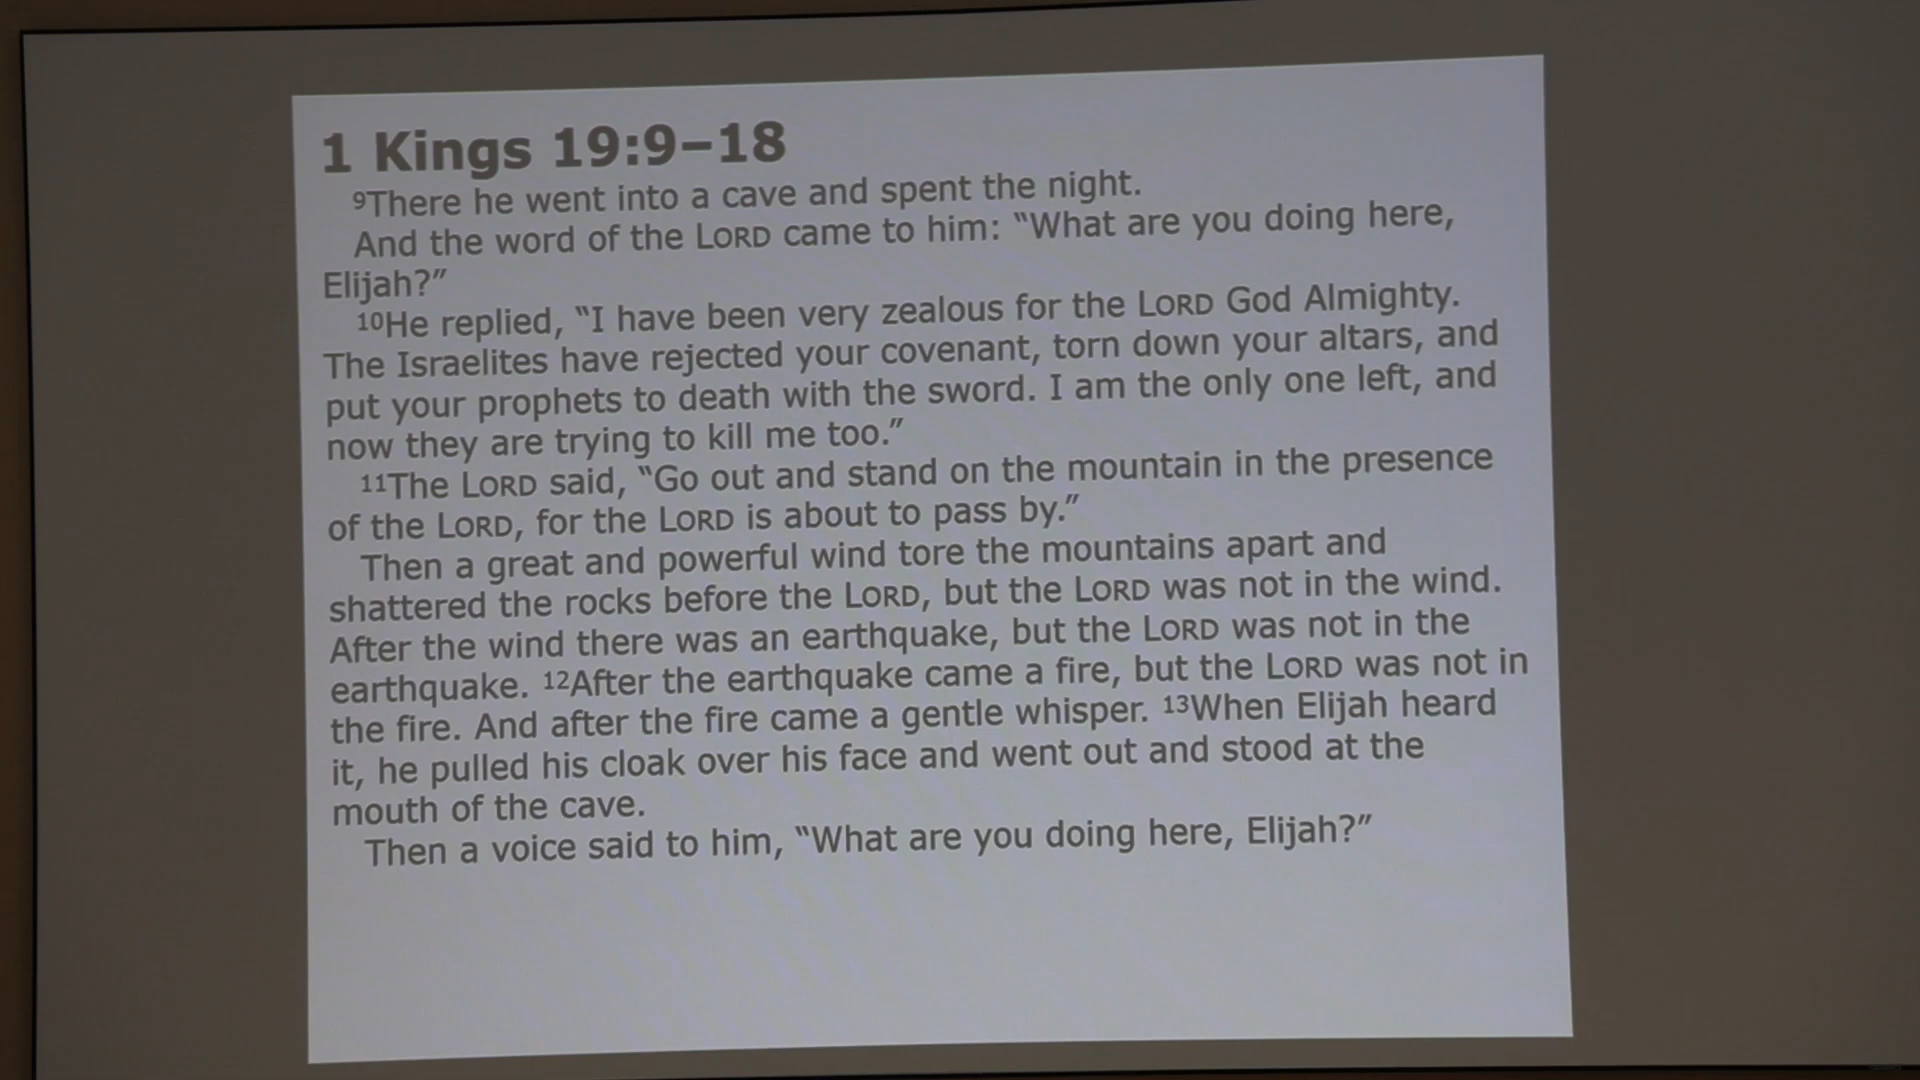 1 Kings 19:9–18
9There he went into a cave and spent the night.
And the word of the LORD came to him: “What are you doing here,
Elijah?”
10He replied, “I have been very zealous for the LORD God Almighty.
The Israelites have rejected your covenant, torn down your altars, and
put your prophets to death with the sword. I am the only one left, and
now they are trying to kill me too.”
11The LORD said, “Go out and stand on the mountain in the presence
of the LORD, for the LORD is about to pass by.”
Then a great and powerful wind tore the mountains apart and
shattered the rocks before the LORD, but the LORD was not in the wind.
After the wind there was an earthquake, but the LORD was not in the
earthquake. 12After the earthquake came a fire, but the LORD was not in
the fire. And after the fire came a gentle whisper. 13When Elijah heard
it, he pulled his cloak over his face and went out and stood at the
mouth of the cave.
Then a voice said to him, “What are you doing here, Elijah?”